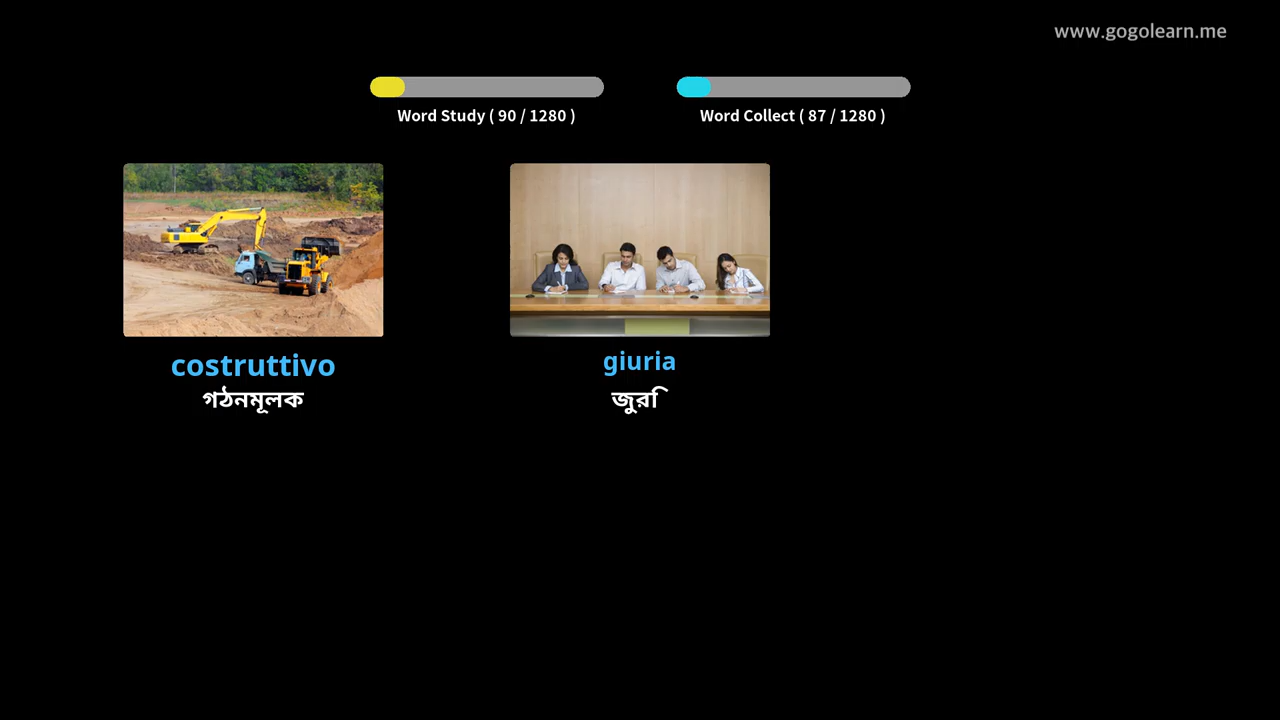 www.gogolearn.me
Word Study ( 90 / 1280 )
Word Collect ( 87 / 1280 )
costruttivo
গঠনমূলক
giuria
জুরি